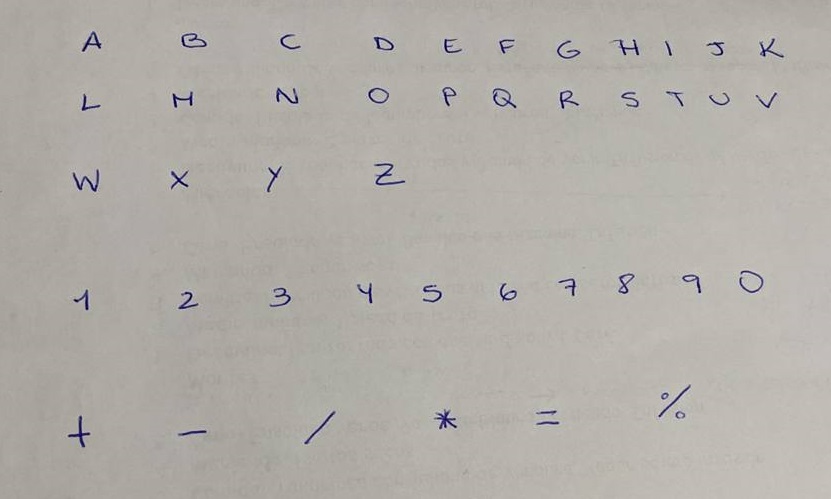 A B C D E F G H I J K
L M N O P Q R S T U V
W X Y Z
1 2 3 4 5 6 7 8 9 0
+ - / * = %